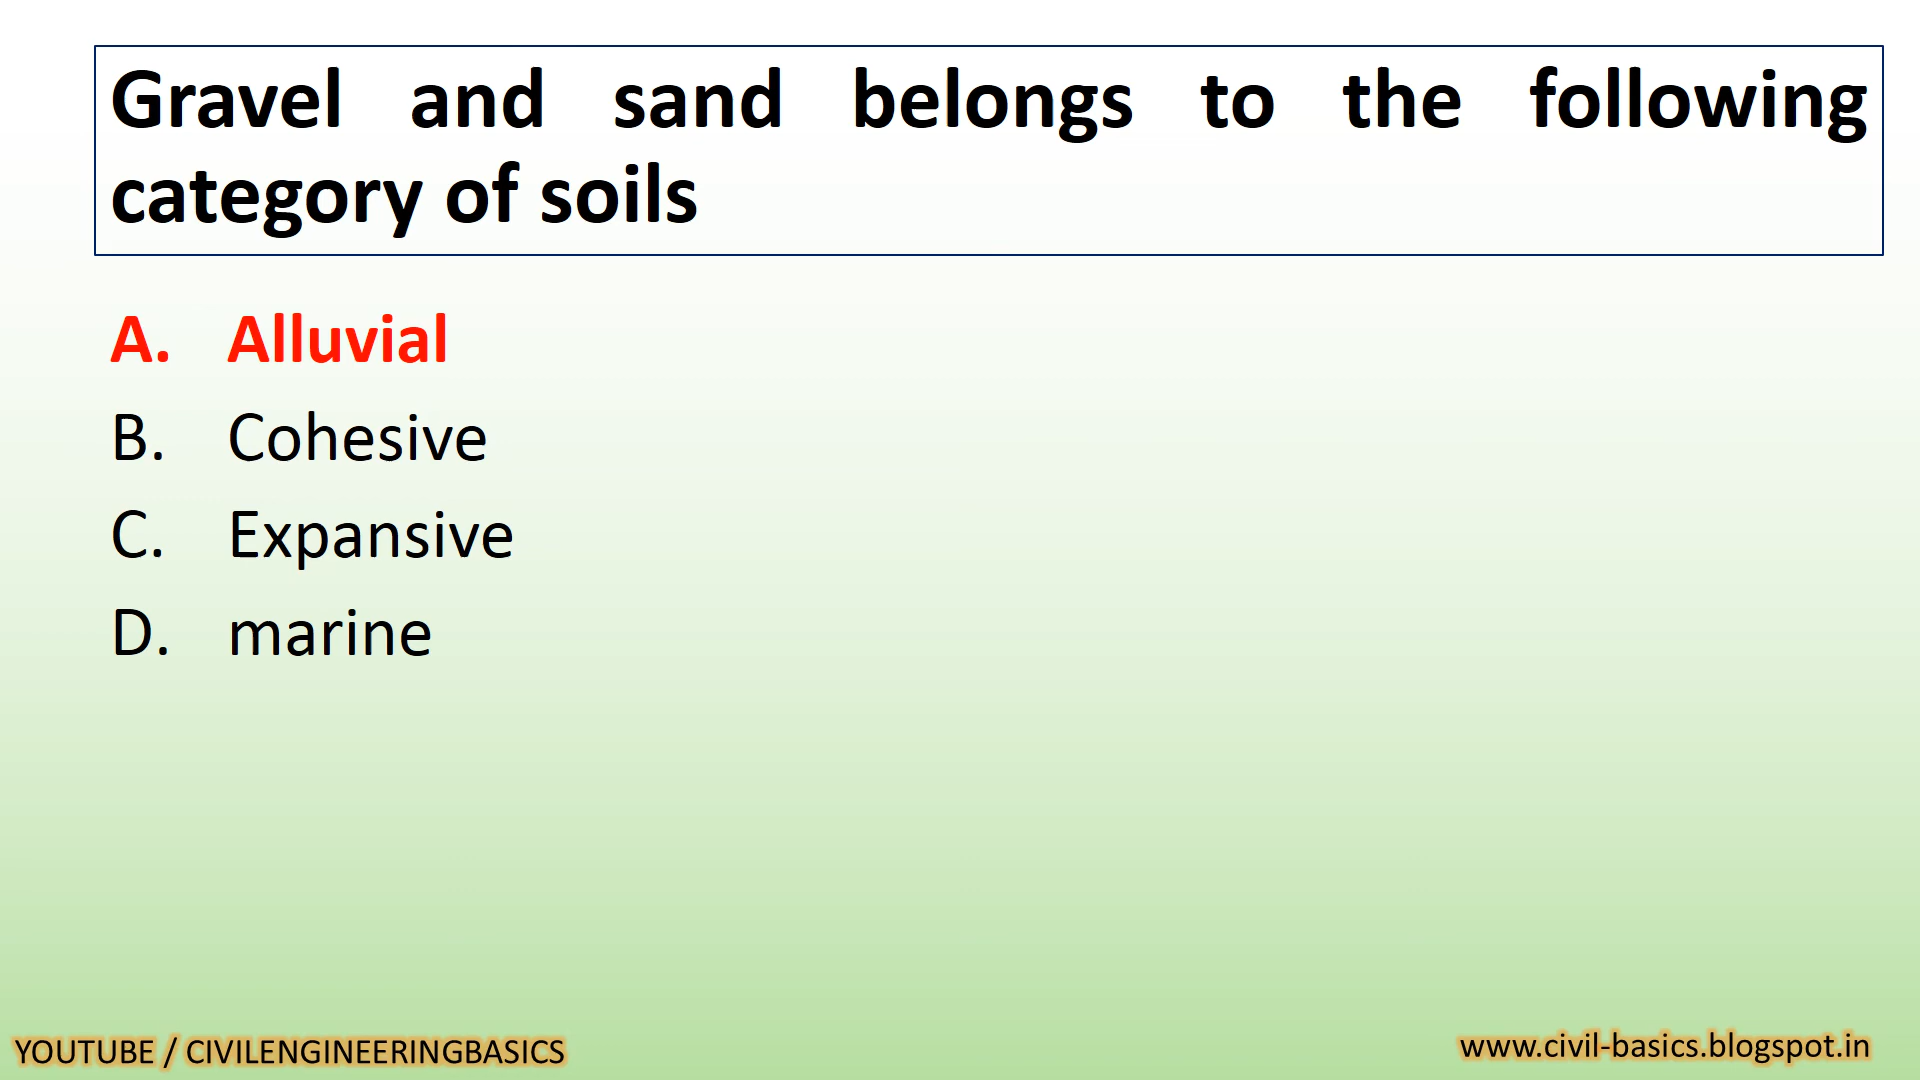 Gravel and sand belongs to the following
category of soils
A. Alluvial
B. Cohesive
C. Expansive
D. marine
YOUTUBE / CIVILENGINEERINGBASICS
www.civil-basics.blogspot.in